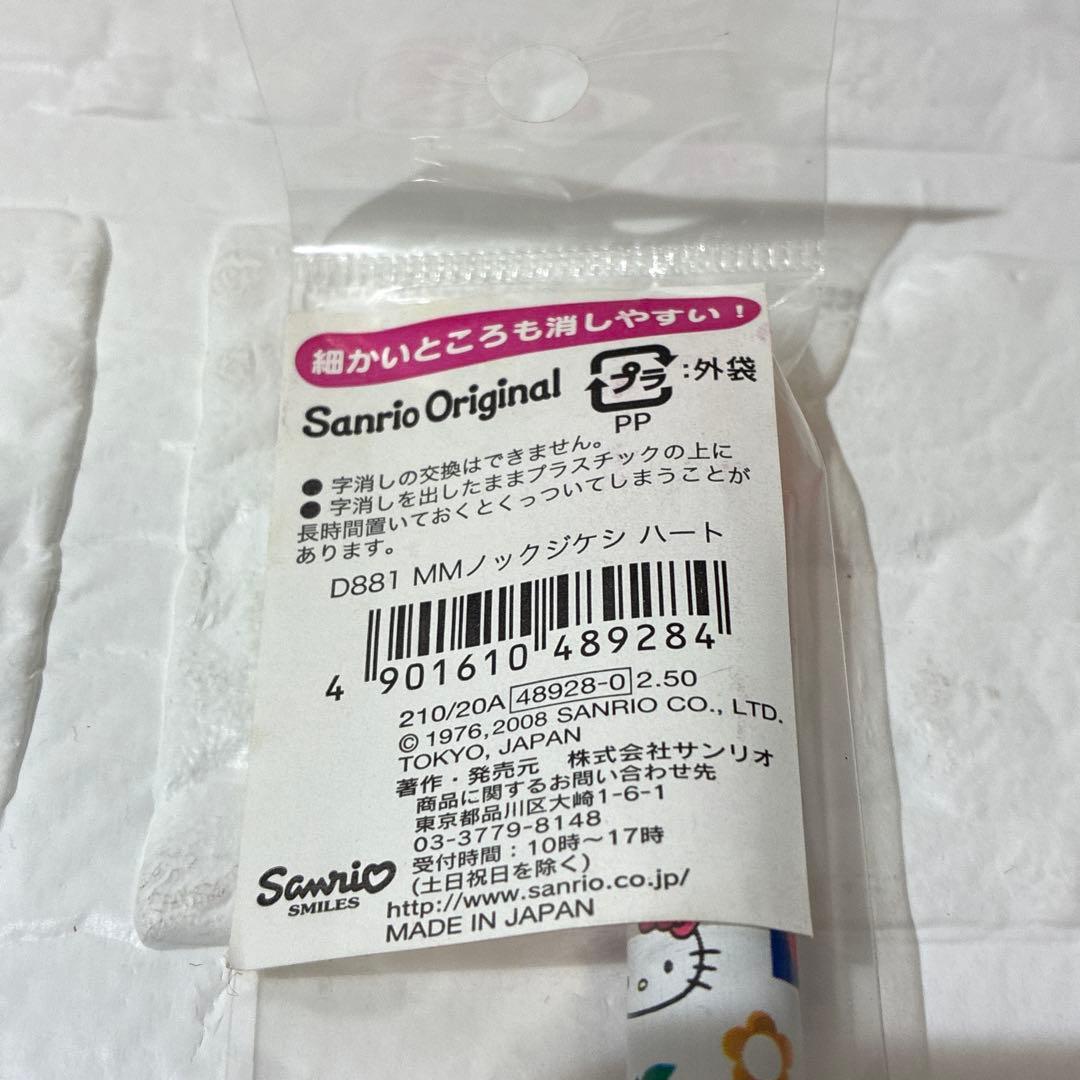 細かいところも消しやすい！
Sanrio Original
プラ :外袋
PP
● 字消しの交換はできません。
● 字消しを出したままプラスチックの上に
長時間置いておくとくっついてしまうことが
あります。
D881 MMノックジケシ ハート
4 901610 489284
210/20A 48928-0 2.50
© 1976,2008 SANRIO CO., LTD.
TOKYO, JAPAN
著作・発売元 株式会社サンリオ
商品に関するお問い合わせ先
東京都品川区大崎1-6-1
03-3779-8148
受付時間：10時～17時
(土日祝日を除く)
http://www.sanrio.co.jp/
MADE IN JAPAN
Sanrio
SMILES